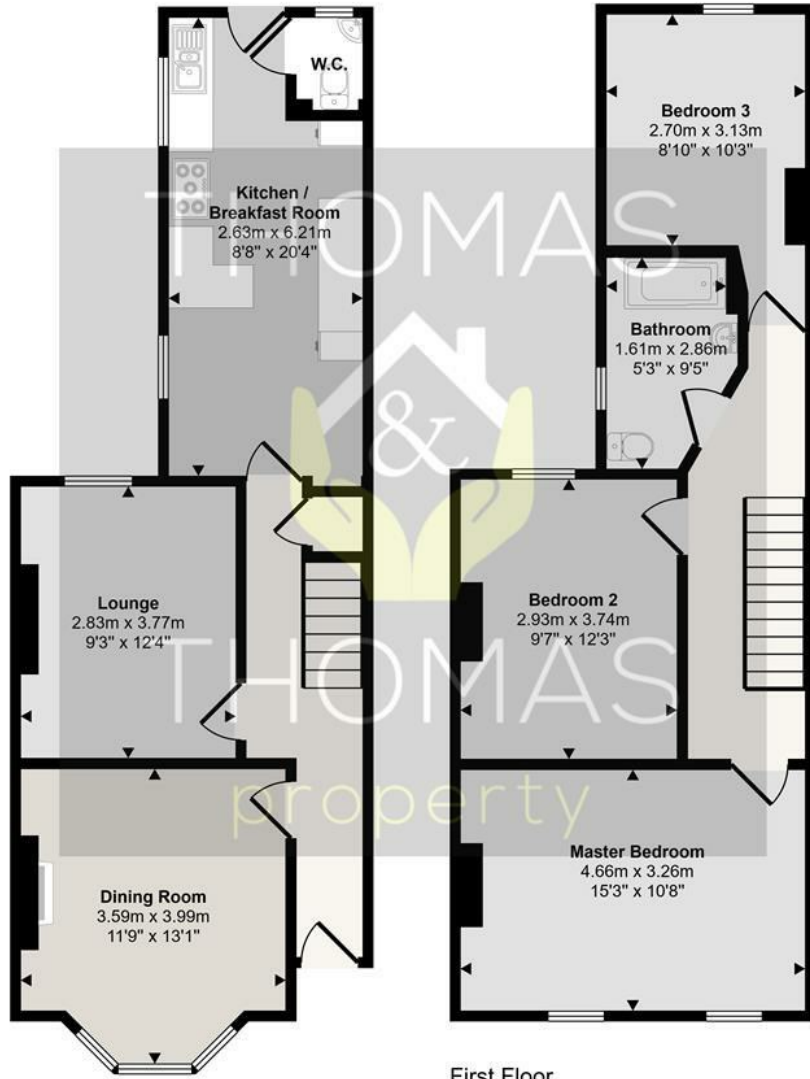 W.C.
Kitchen /
Breakfast Room
2.63m x 6.21m
8'8" x 20'4"
Lounge
2.83m x 3.77m
9'3" x 12'4"
Dining Room
3.59m x 3.99m
11'9" x 13'1"
Bedroom 3
2.70m x 3.13m
8'10" x 10'3"
Bathroom
1.61m x 2.86m
5'3" x 9'5"
Bedroom 2
2.93m x 3.74m
9'7" x 12'3"
Master Bedroom
4.66m x 3.26m
15'3" x 10'8"
First Floor
THOMAS
&
THOMAS
property